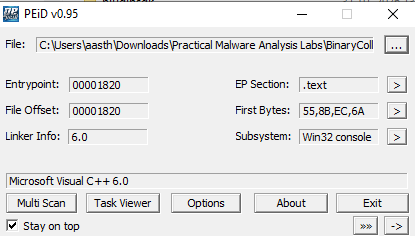 PEiD v0.95
File: C:\Users\aasth\Downloads\Practical Malware Analysis Labs\BinaryColl ...
Entrypoint: 00001820 EP Section: .text >
File Offset: 00001820 First Bytes: 55,8B,EC,6A >
Linker Info: 6.0 Subsystem: Win32 console >
Microsoft Visual C++ 6.0
Multi Scan Task Viewer Options About Exit
Stay on top »» ->